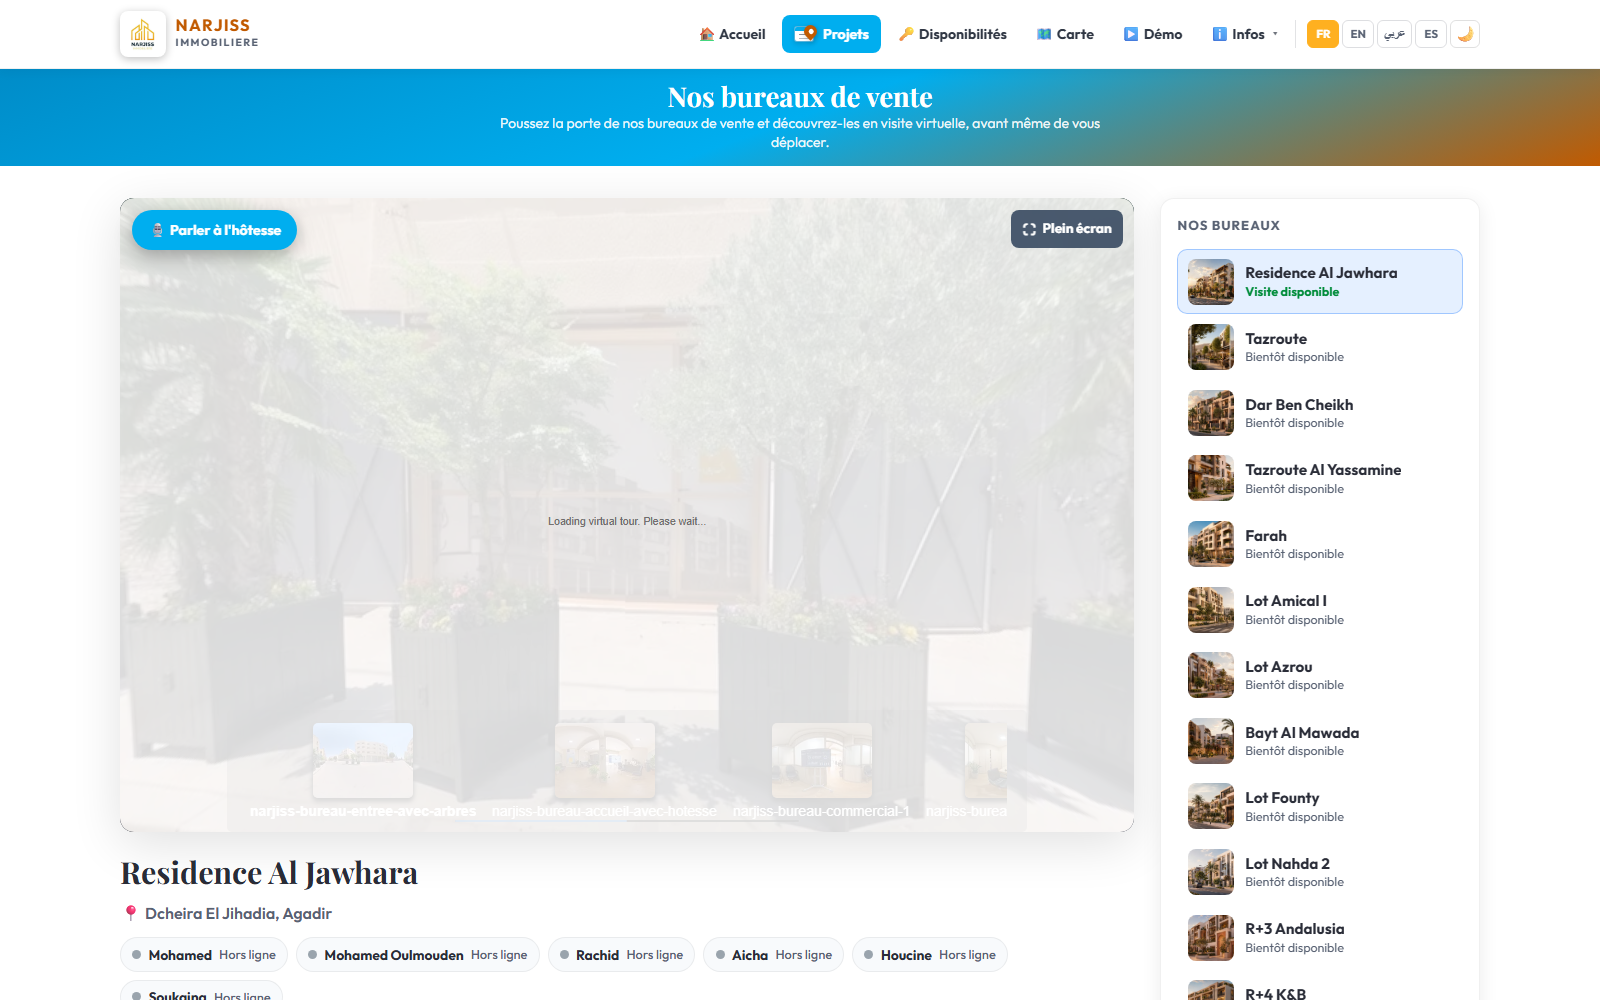 NARJISS
NARJISS
IMMOBILIERE
Accueil
Projets
Disponibilités
Carte
Démo
Infos
FR
EN
عربي
ES
Nos bureaux de vente
Poussez la porte de nos bureaux de vente et découvrez-les en visite virtuelle, avant même de vous
déplacer.
Parler à l'hôtesse
Plein écran
Loading virtual tour. Please wait...
narjiss-bureau-entree-avec-arbres
narjiss-bureau-accueil-avec-hotesse
narjiss-bureau-commercial-1
narjiss-burea
Residence Al Jawhara
Dcheira El Jihadia, Agadir
Mohamed Hors ligne
Mohamed Oulmouden Hors ligne
Rachid Hors ligne
Aicha Hors ligne
Houcine Hors ligne
Soukaina Hors ligne
NOS BUREAUX
Residence Al Jawhara
Visite disponible
Tazroute
Bientôt disponible
Dar Ben Cheikh
Bientôt disponible
Tazroute Al Yassamine
Bientôt disponible
Farah
Bientôt disponible
Lot Amical I
Bientôt disponible
Lot Azrou
Bientôt disponible
Bayt Al Mawada
Bientôt disponible
Lot Founty
Bientôt disponible
Lot Nahda 2
Bientôt disponible
R+3 Andalusia
Bientôt disponible
R+4 K&B